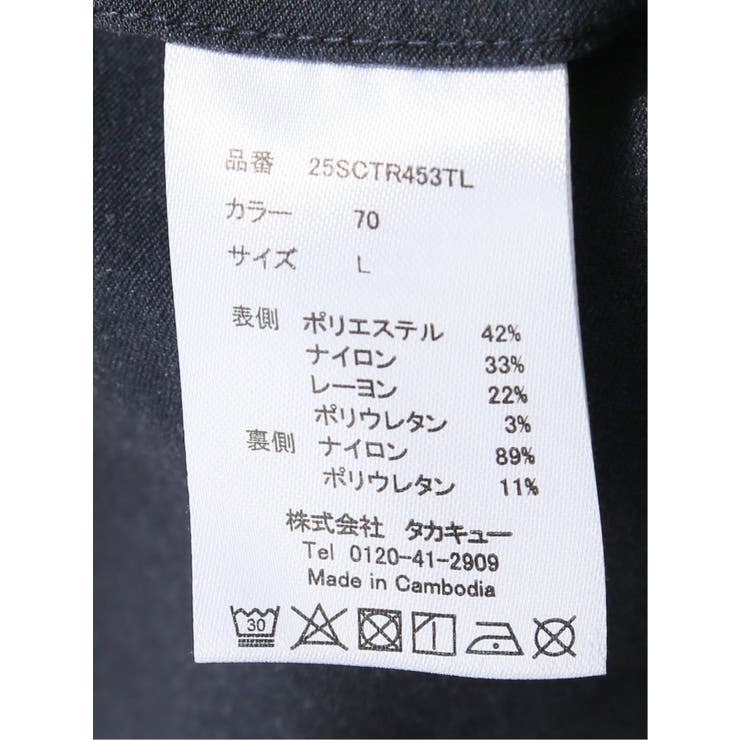 品番 25SCTR453TL
カラー 70
サイズ L
表側 ポリエステル 42%
ナイロン 33%
レーヨン 22%
ポリウレタン 3%
裏側 ナイロン 89%
ポリウレタン 11%
株式会社 タカキュー
Tel 0120-41-2909
Made in Cambodia
30